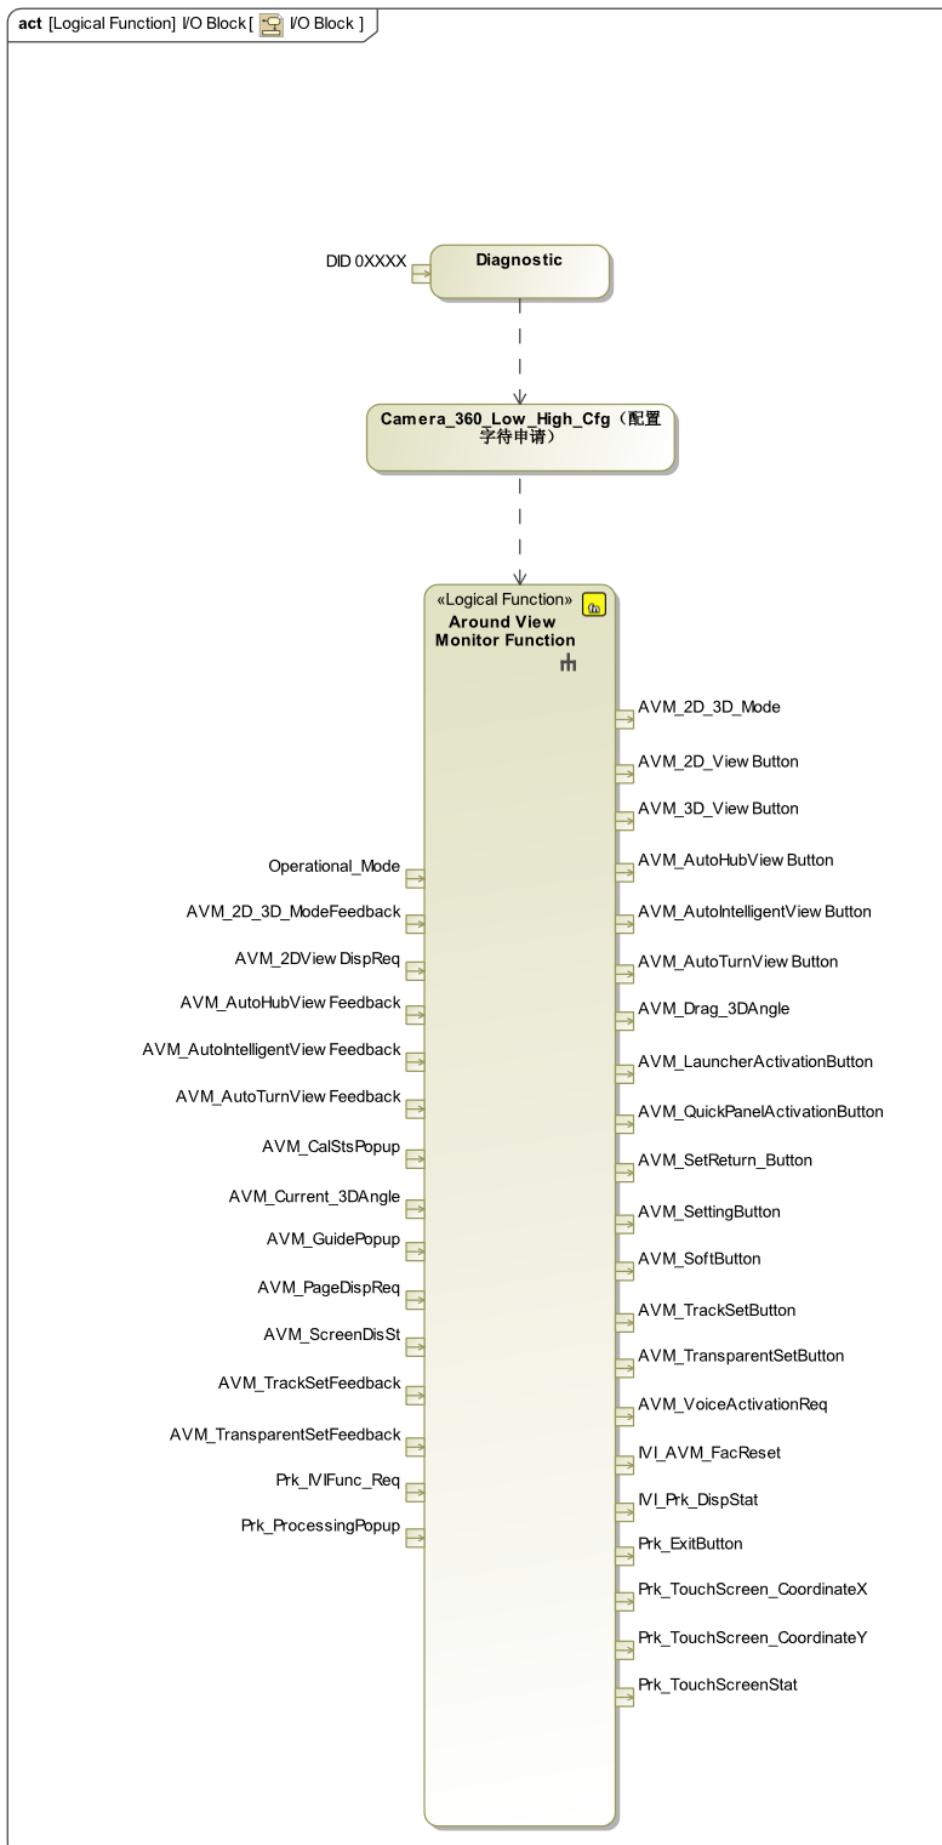 act [Logical Function] I/O Block [ I/O Block ]
DID 0XXXX
Diagnostic
Camera_360_Low_High_Cfg（配置
字待申请）
«Logical Function»
Around View
Monitor Function
Operational_Mode
AVM_2D_3D_ModeFeedback
AVM_2DView DispReq
AVM_AutoHubView Feedback
AVM_AutoIntelligentView Feedback
AVM_AutoTurnView Feedback
AVM_CalStsPopup
AVM_Current_3DAngle
AVM_GuidePopup
AVM_PageDispReq
AVM_ScreenDisSt
AVM_TrackSetFeedback
AVM_TransparentSetFeedback
Prk_IVIFunc_Req
Prk_ProcessingPopup
AVM_2D_3D_Mode
AVM_2D_View Button
AVM_3D_View Button
AVM_AutoHubView Button
AVM_AutoIntelligentView Button
AVM_AutoTurnView Button
AVM_Drag_3DAngle
AVM_LauncherActivationButton
AVM_QuickPanelActivationButton
AVM_SetReturn_Button
AVM_SettingButton
AVM_SoftButton
AVM_TrackSetButton
AVM_TransparentSetButton
AVM_VoiceActivationReq
IVI_AVM_FacReset
IVI_Prk_DispStat
Prk_ExitButton
Prk_TouchScreen_CoordinateX
Prk_TouchScreen_CoordinateY
Prk_TouchScreenStat